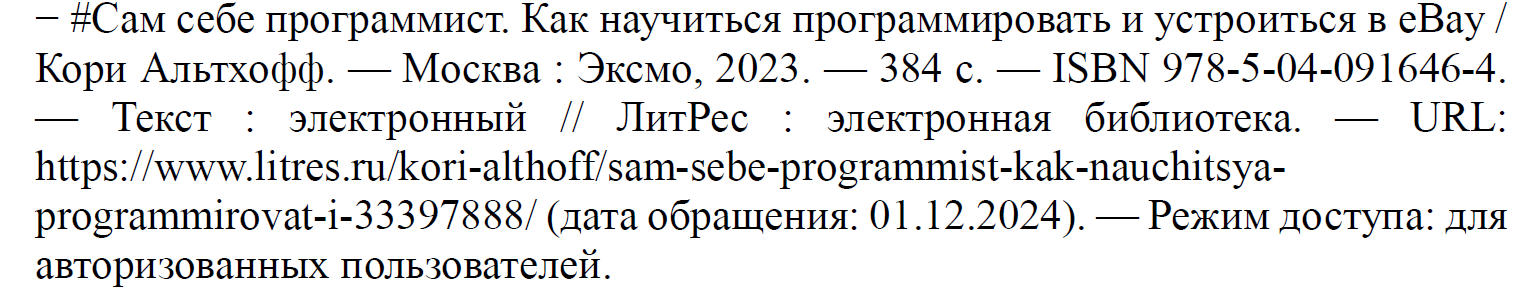 − #Сам себе программист. Как научиться программировать и устроиться в eBay /
Кори Альтхофф. — Москва : Эксмо, 2023. — 384 с. — ISBN 978-5-04-091646-4.
— Текст : электронный // ЛитРес : электронная библиотека. — URL:
https://www.litres.ru/kori-althoff/sam-sebe-programmist-kak-nauchitsya-
programmirovat-i-33397888/ (дата обращения: 01.12.2024). — Режим доступа: для
авторизованных пользователей.